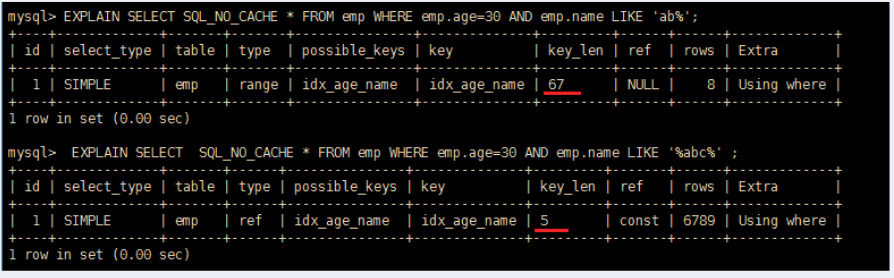 mysql> EXPLAIN SELECT SQL_NO_CACHE * FROM emp WHERE emp.age=30 AND emp.name LIKE 'ab%';
+----+-------------+-------+-------+---------------+--------------+---------+------+------+-------------+
| id | select_type | table | type | possible_keys | key | key_len | ref | rows | Extra |
+----+-------------+-------+-------+---------------+--------------+---------+------+------+-------------+
| 1 | SIMPLE | emp | range | idx_age_name | idx_age_name | 67 | NULL | 8 | Using where |
+----+-------------+-------+-------+---------------+--------------+---------+------+------+-------------+
1 row in set (0.00 sec)
mysql> EXPLAIN SELECT SQL_NO_CACHE * FROM emp WHERE emp.age=30 AND emp.name LIKE '%abc%' ;
+----+-------------+-------+------+---------------+--------------+---------+-------+------+-------------+
| id | select_type | table | type | possible_keys | key | key_len | ref | rows | Extra |
+----+-------------+-------+------+---------------+--------------+---------+-------+------+-------------+
| 1 | SIMPLE | emp | ref | idx_age_name | idx_age_name | 5 | const | 6789 | Using where |
+----+-------------+-------+------+---------------+--------------+---------+-------+------+-------------+
1 row in set (0.00 sec)